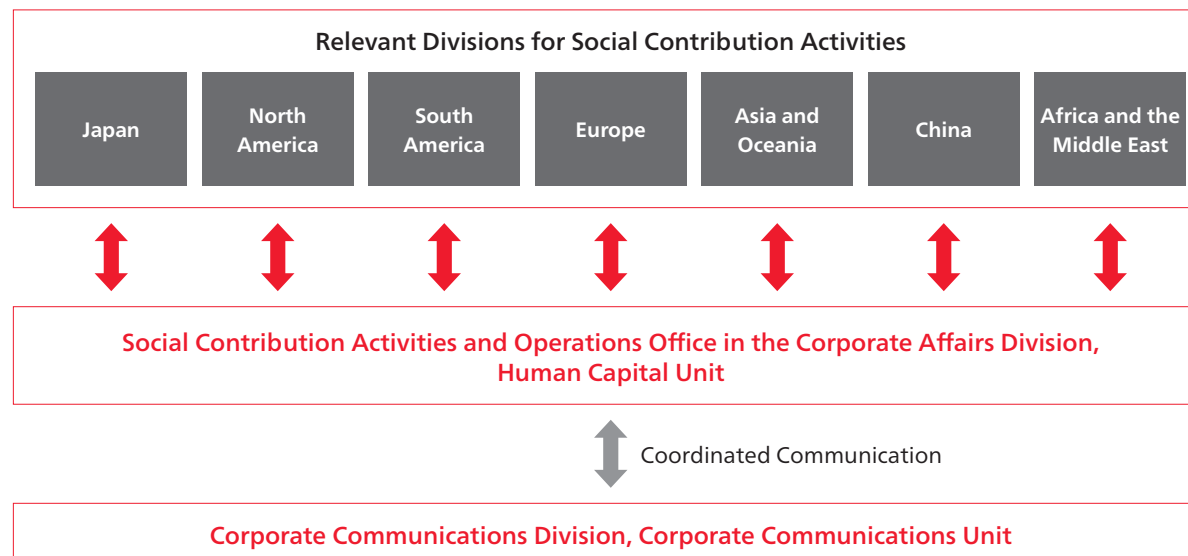 Relevant Divisions for Social Contribution Activities
Japan
North
America
South
America
Europe
Asia and
Oceania
China
Africa and the
Middle East
Social Contribution Activities and Operations Office in the Corporate Affairs Division,
Human Capital Unit
Coordinated Communication
Corporate Communications Division, Corporate Communications Unit